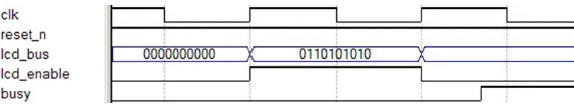 clk
reset_n
lcd_bus 0000000000 0110101010
lcd_enable
busy